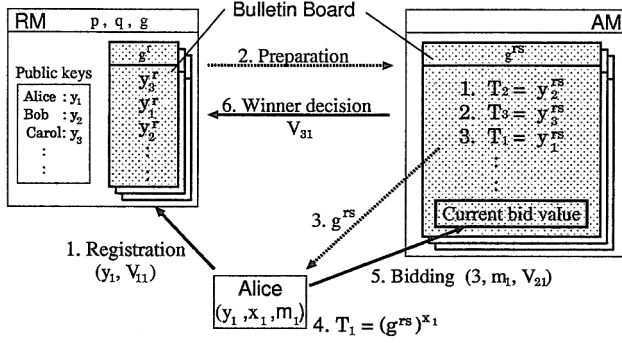 RM p, q, g
Bulletin Board
AM
g^r
g^rs
2. Preparation
Public keys
Alice : y_1
Bob : y_2
Carol: y_3
:
:
y_3^r
y_1^r
y_2^r
:
:
6. Winner decision
V_31
1. T_2 = y_2^rs
2. T_3 = y_3^rs
3. T_1 = y_1^rs
:
:
Current bid value
3. g^rs
1. Registration
(y_1, V_11)
5. Bidding (3, m_1, V_21)
Alice
(y_1 ,x_1 ,m_1)
4. T_1 = (g^rs)^x_1